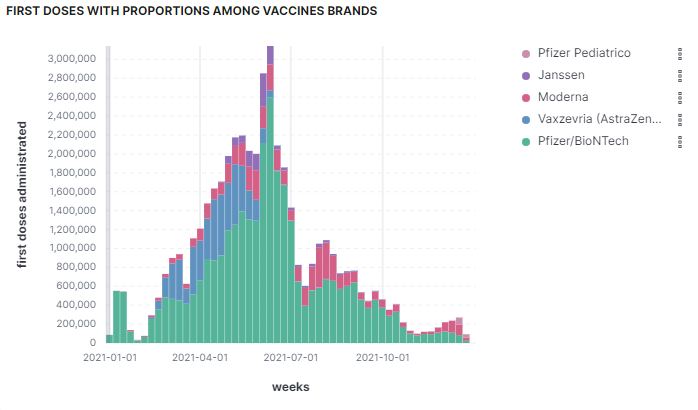 FIRST DOSES WITH PROPORTIONS AMONG VACCINES BRANDS
first doses administrated
3,000,000
2,800,000
2,600,000
2,400,000
2,200,000
2,000,000
1,800,000
1,600,000
1,400,000
1,200,000
1,000,000
800,000
600,000
400,000
200,000
0
2021-01-01
2021-04-01
2021-07-01
2021-10-01
weeks
Pfizer Pediatrico
Janssen
Moderna
Vaxzevria (AstraZen...
Pfizer/BioNTech